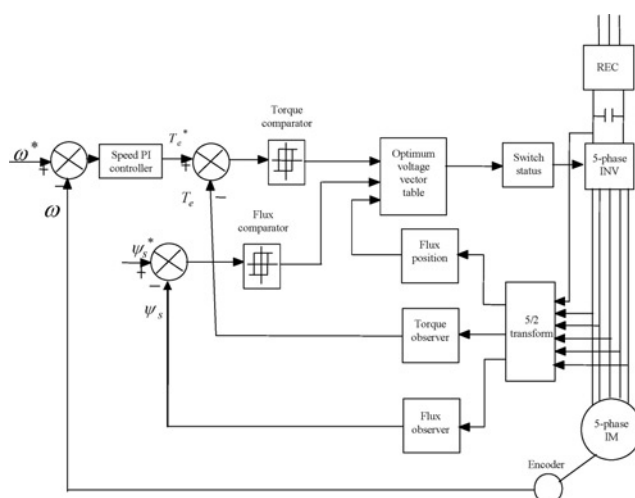 REC
Torque
comparator
ω*
+
−
ω
Speed PI
controller
Tₑ*
+
−
Tₑ
Optimum
voltage
vector
table
Switch
status
5-phase
INV
Flux
comparator
ψₛ*
+
−
ψₛ
Flux
position
Torque
observer
5/2
transform
Flux
observer
5-phase
IM
Encoder